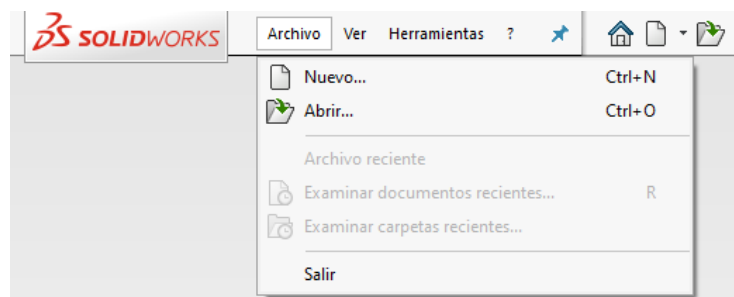 SOLIDWORKS Archivo Ver Herramientas ?
Nuevo... Ctrl+N
Abrir... Ctrl+O
Archivo reciente
Examinar documentos recientes... R
Examinar carpetas recientes...
Salir